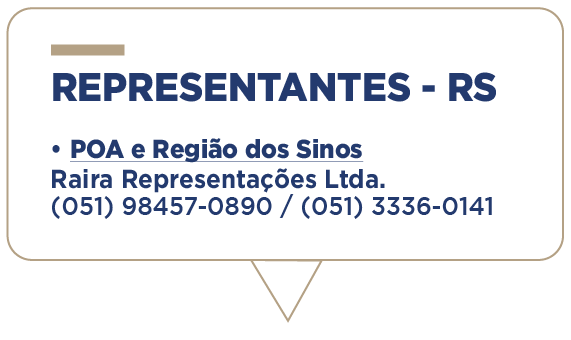 REPRESENTANTES - RS
• POA e Região dos Sinos
Raira Representações Ltda.
(051) 98457-0890 / (051) 3336-0141